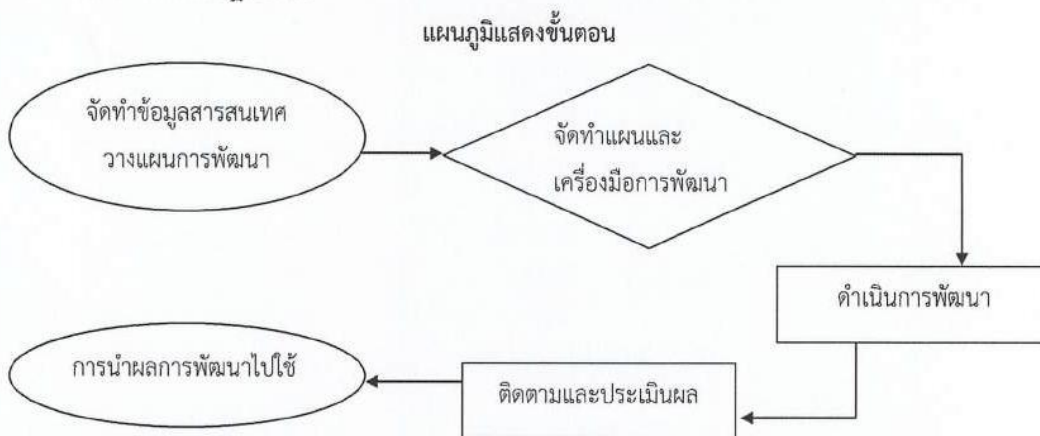 แผนภูมิแสดงขั้นตอน
จัดทำข้อมูลสารสนเทศ
วางแผนการพัฒนา
จัดทำแผนและ
เครื่องมือการพัฒนา
ดำเนินการพัฒนา
ติดตามและประเมินผล
การนำผลการพัฒนาไปใช้